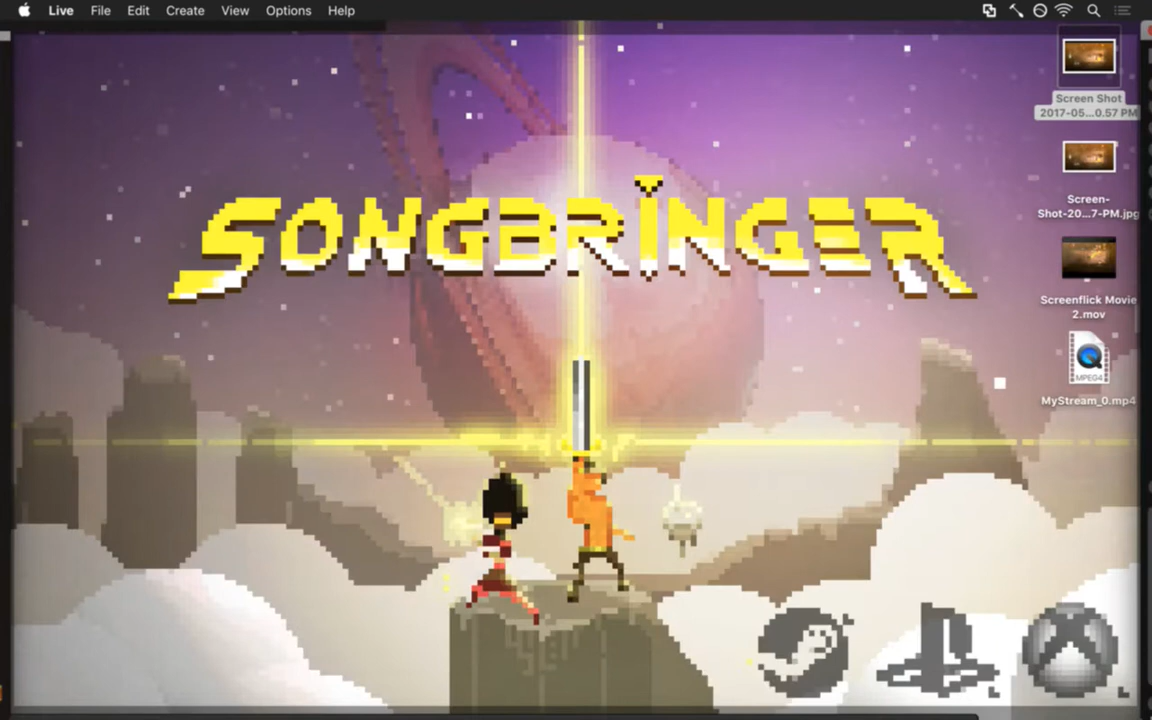 Live File Edit Create View Options Help
SONGBRINGER
Screen Shot
2017-05...0.57 PM
Screen-
Shot-20...7-PM.jpg
Screenflick Movie
2.mov
MPEG4
MyStream_0.mp4